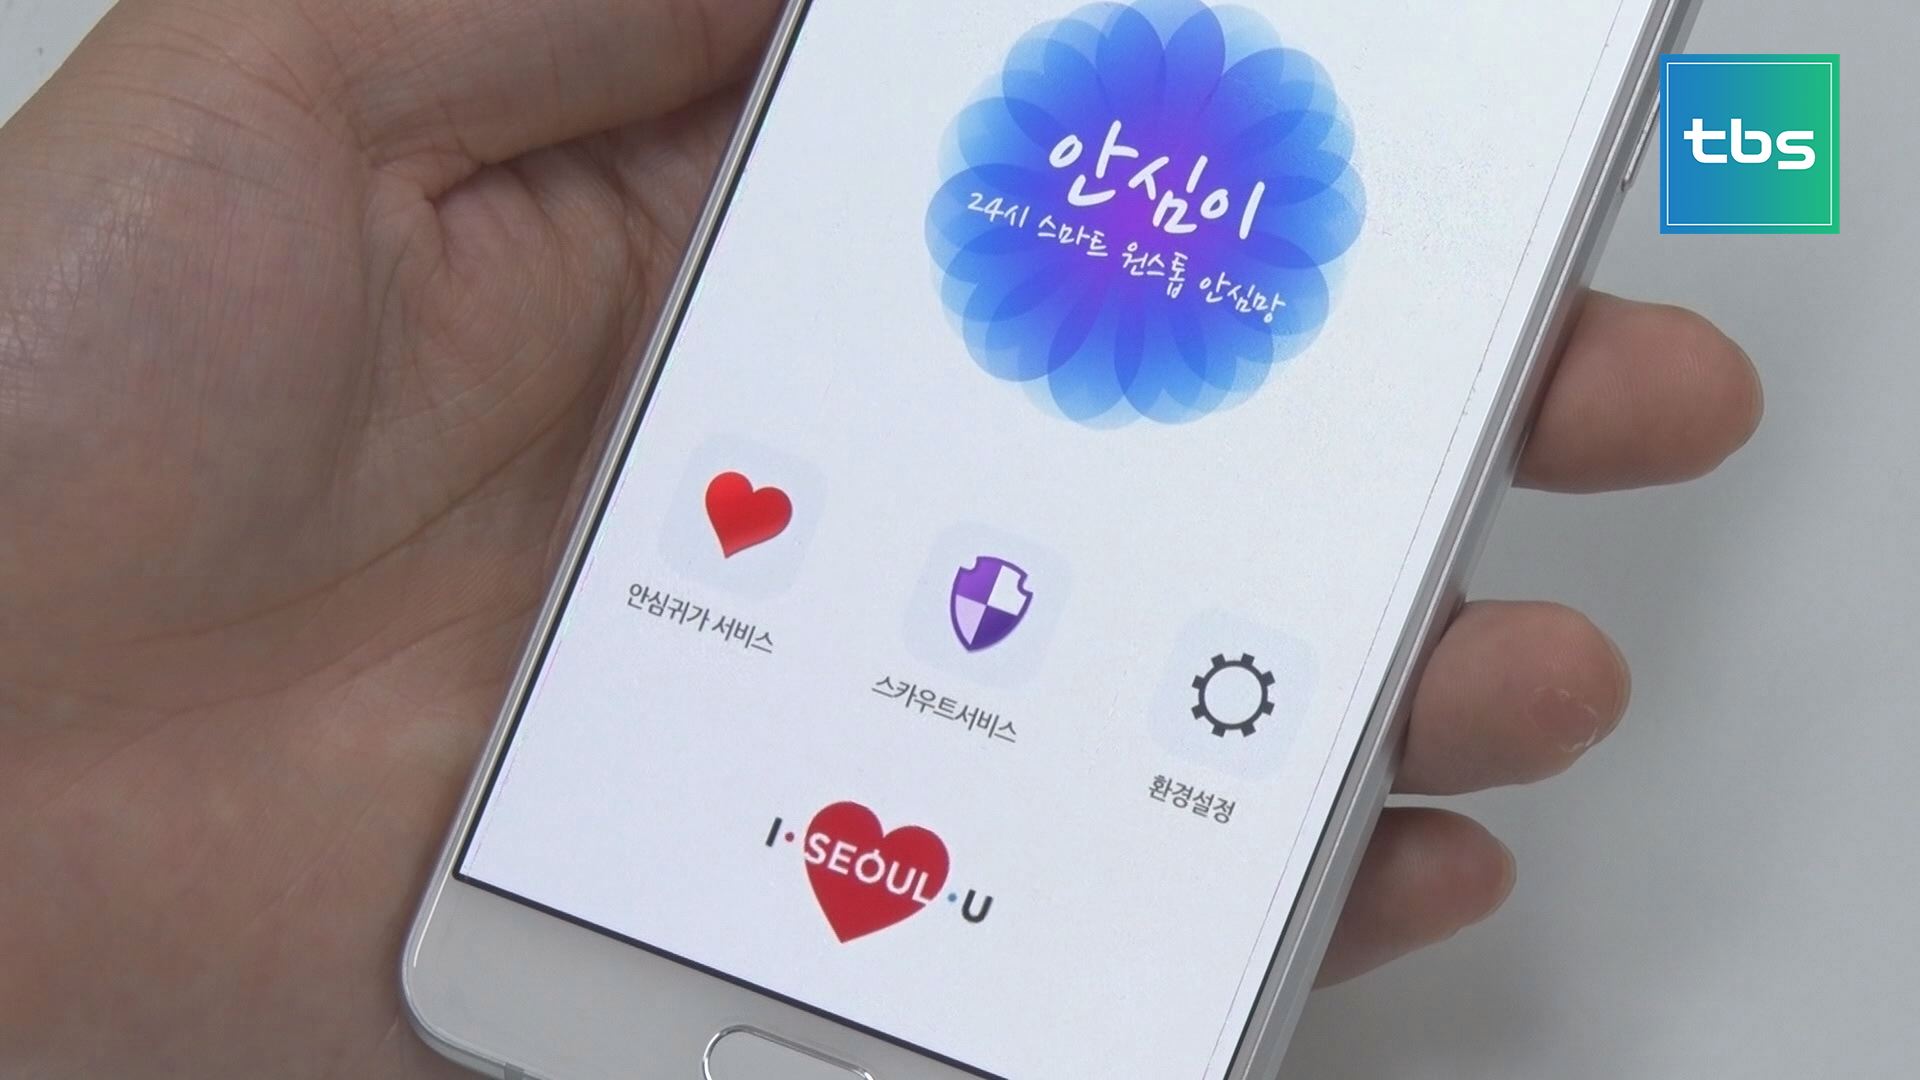 tbs
안심이
24시 스마트 원스톱 안심망
안심귀가 서비스
스카우트서비스
환경설정
I·SEOUL·U